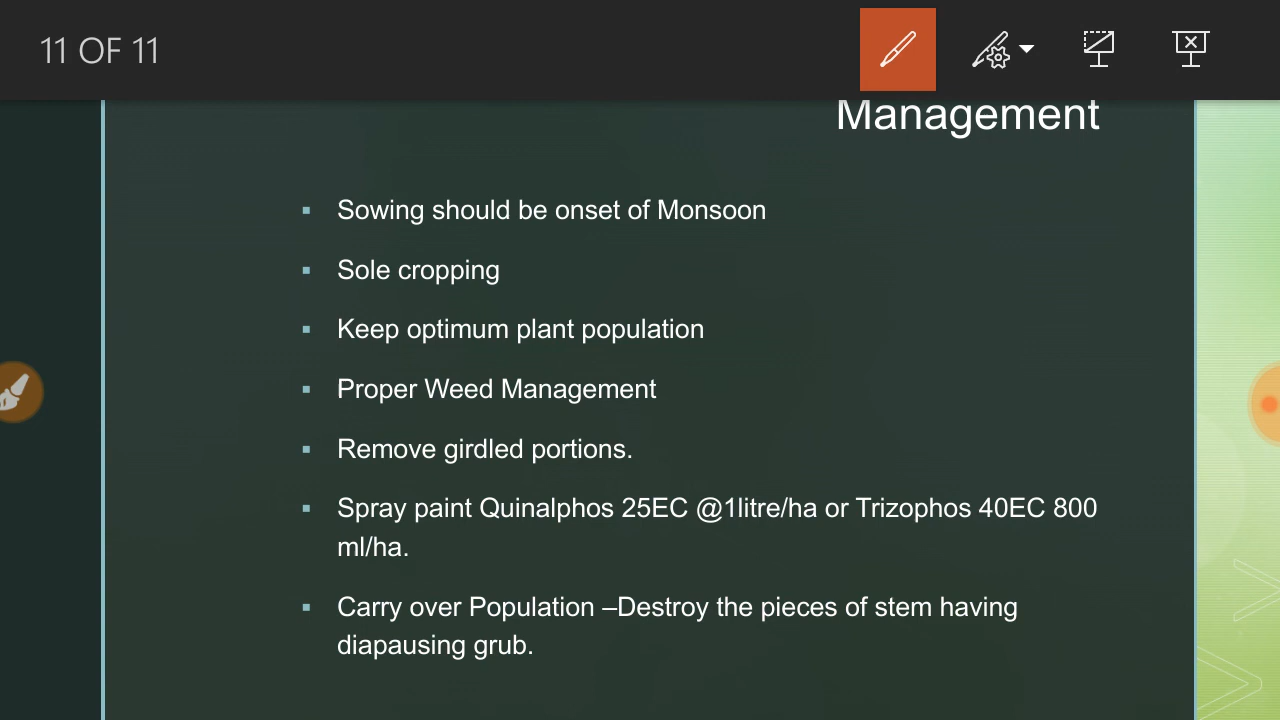 11 OF 11
Management
Sowing should be onset of Monsoon
Sole cropping
Keep optimum plant population
Proper Weed Management
Remove girdled portions.
Spray paint Quinalphos 25EC @1litre/ha or Trizophos 40EC 800
ml/ha.
Carry over Population –Destroy the pieces of stem having
diapausing grub.